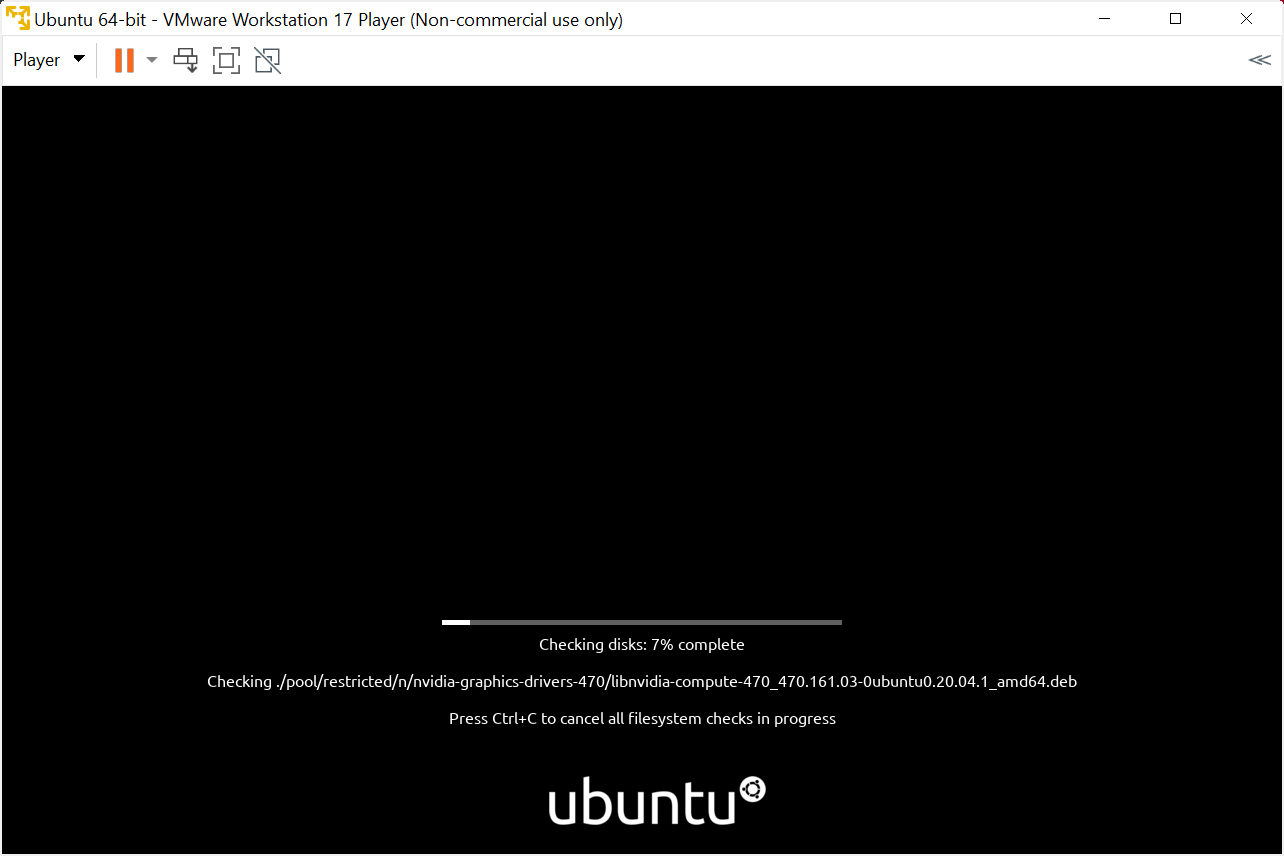 Ubuntu 64-bit - VMware Workstation 17 Player (Non-commercial use only)
Player
Checking disks: 7% complete
Checking ./pool/restricted/n/nvidia-graphics-drivers-470/libnvidia-compute-470_470.161.03-0ubuntu0.20.04.1_amd64.deb
Press Ctrl+C to cancel all filesystem checks in progress
ubuntu